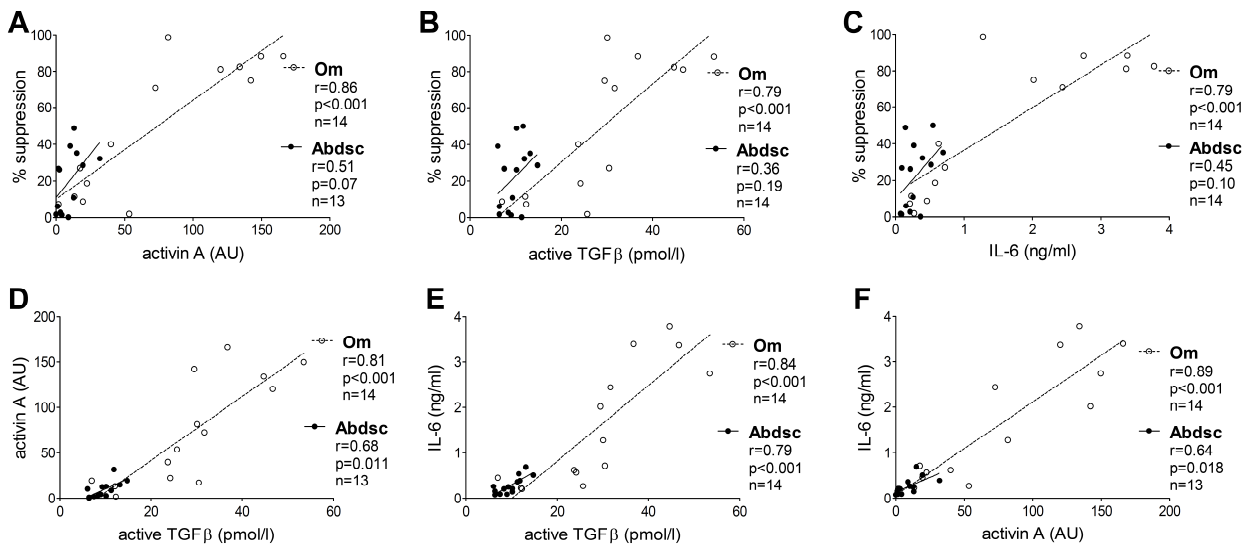 A
% suppression
100
80
60
40
20
0
0 50 100 150 200
activin A (AU)
Om
r=0.86
p<0.001
n=14
Abdsc
r=0.51
p=0.07
n=13
B
% suppression
100
80
60
40
20
0
0 20 40 60
active TGFβ (pmol/l)
Om
r=0.79
p<0.001
n=14
Abdsc
r=0.36
p=0.19
n=14
C
% suppression
100
80
60
40
20
0
0 1 2 3 4
IL-6 (ng/ml)
Om
r=0.79
p<0.001
n=14
Abdsc
r=0.45
p=0.10
n=14
D
activin A (AU)
200
150
100
50
0
0 20 40 60
active TGFβ (pmol/l)
Om
r=0.81
p<0.001
n=14
Abdsc
r=0.68
p=0.011
n=13
E
IL-6 (ng/ml)
4
3
2
1
0
0 20 40 60
active TGFβ (pmol/l)
Om
r=0.84
p<0.001
n=14
Abdsc
r=0.79
p<0.001
n=14
F
IL-6 (ng/ml)
4
3
2
1
0
0 50 100 150 200
activin A (AU)
Om
r=0.89
p<0.001
n=14
Abdsc
r=0.64
p=0.018
n=13